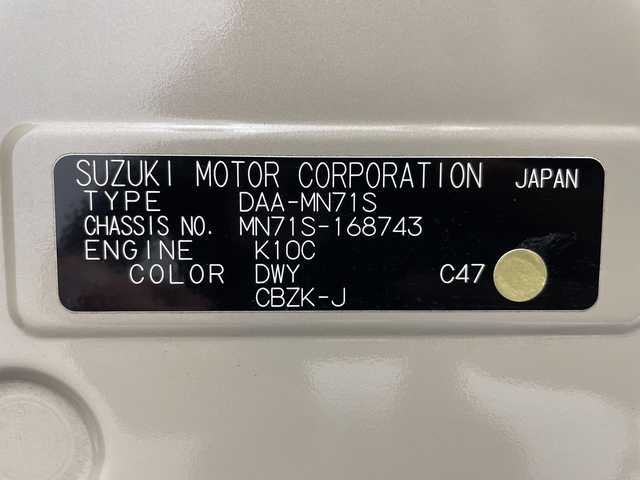 SUZUKI MOTOR CORPORATION JAPAN
TYPE DAA-MN71S
CHASSIS NO. MN71S-168743
ENGINE K10C
COLOR DWY C47
CBZK-J